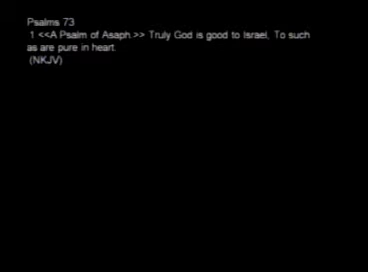 Psalms 73
1 <<A Psalm of Asaph.>> Truly God is good to Israel, To such
as are pure in heart.
(NKJV)